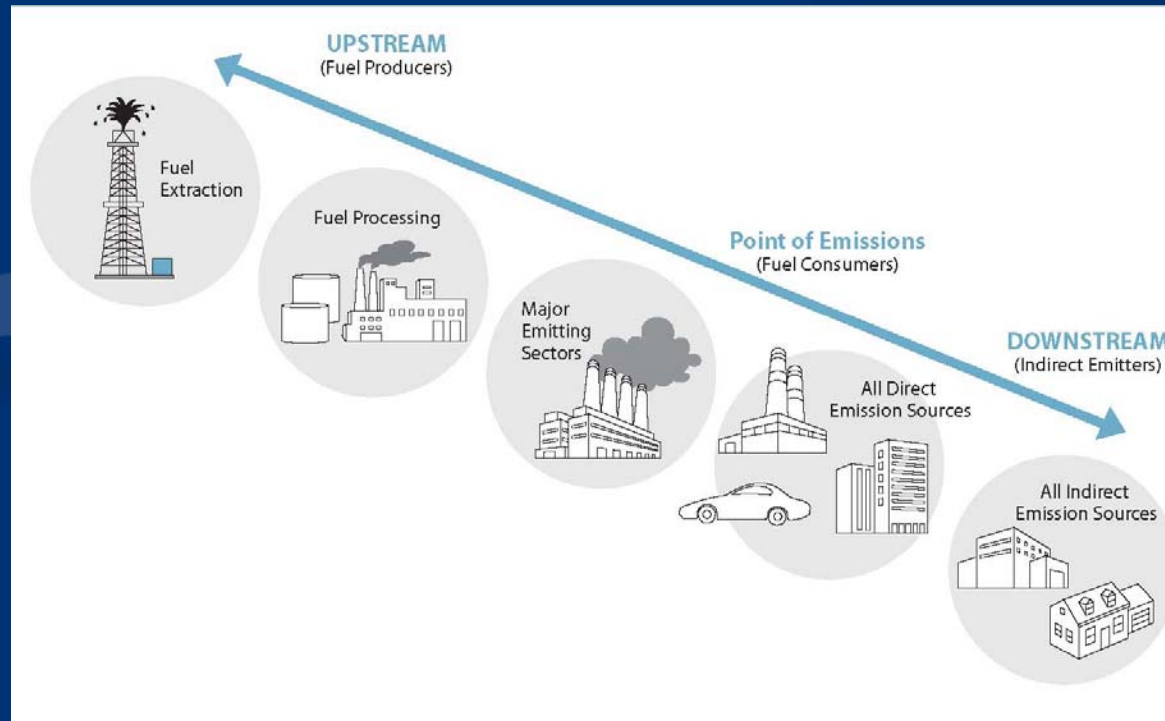 UPSTREAM
(Fuel Producers)
Fuel
Extraction
Fuel Processing
Point of Emissions
(Fuel Consumers)
Major
Emitting
Sectors
DOWNSTREAM
(Indirect Emitters)
All Direct
Emission Sources
All Indirect
Emission Sources